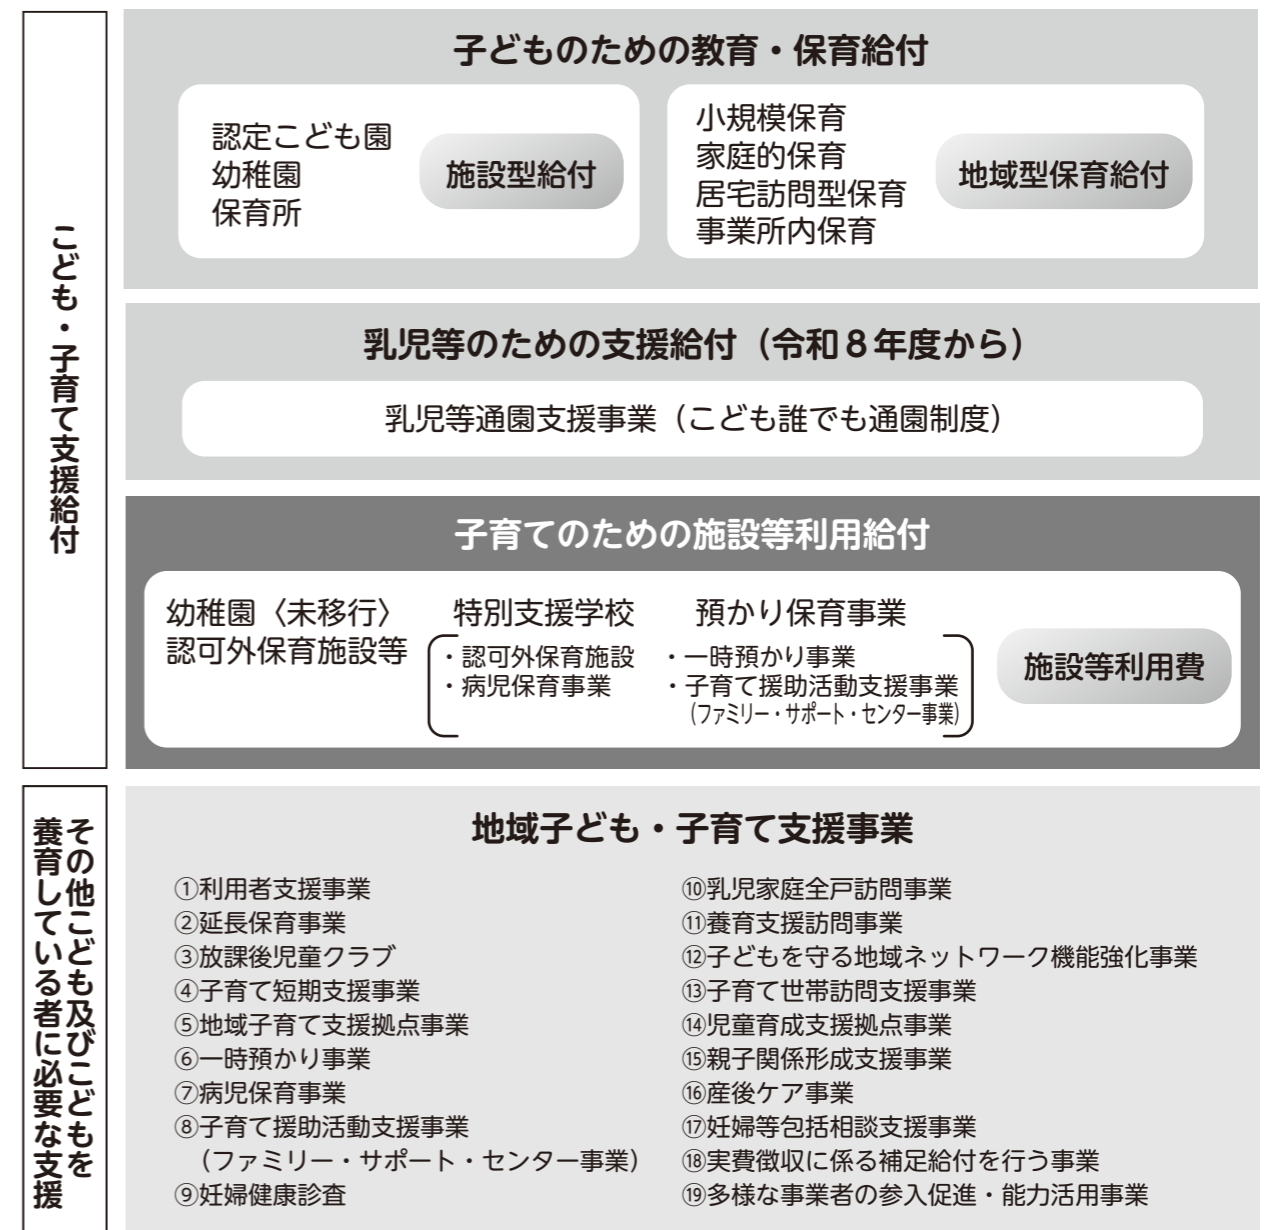 こども・子育て支援給付
子どものための教育・保育給付
認定こども園
幼稚園
保育所
施設型給付
小規模保育
家庭的保育
居宅訪問型保育
事業所内保育
地域型保育給付
乳児等のための支援給付（令和８年度から）
乳児等通園支援事業（こども誰でも通園制度）
子育てのための施設等利用給付
幼稚園〈未移行〉
認可外保育施設等
特別支援学校
・認可外保育施設
・病児保育事業
預かり保育事業
・一時預かり事業
・子育て援助活動支援事業
（ファミリー・サポート・センター事業）
施設等利用費
その他こども及びこどもを
養育している者に必要な支援
地域子ども・子育て支援事業
①利用者支援事業
②延長保育事業
③放課後児童クラブ
④子育て短期支援事業
⑤地域子育て支援拠点事業
⑥一時預かり事業
⑦病児保育事業
⑧子育て援助活動支援事業
（ファミリー・サポート・センター事業）
⑨妊婦健康診査
⑩乳児家庭全戸訪問事業
⑪養育支援訪問事業
⑫子どもを守る地域ネットワーク機能強化事業
⑬子育て世帯訪問支援事業
⑭児童育成支援拠点事業
⑮親子関係形成支援事業
⑯産後ケア事業
⑰妊婦等包括相談支援事業
⑱実費徴収に係る補足給付を行う事業
⑲多様な事業者の参入促進・能力活用事業